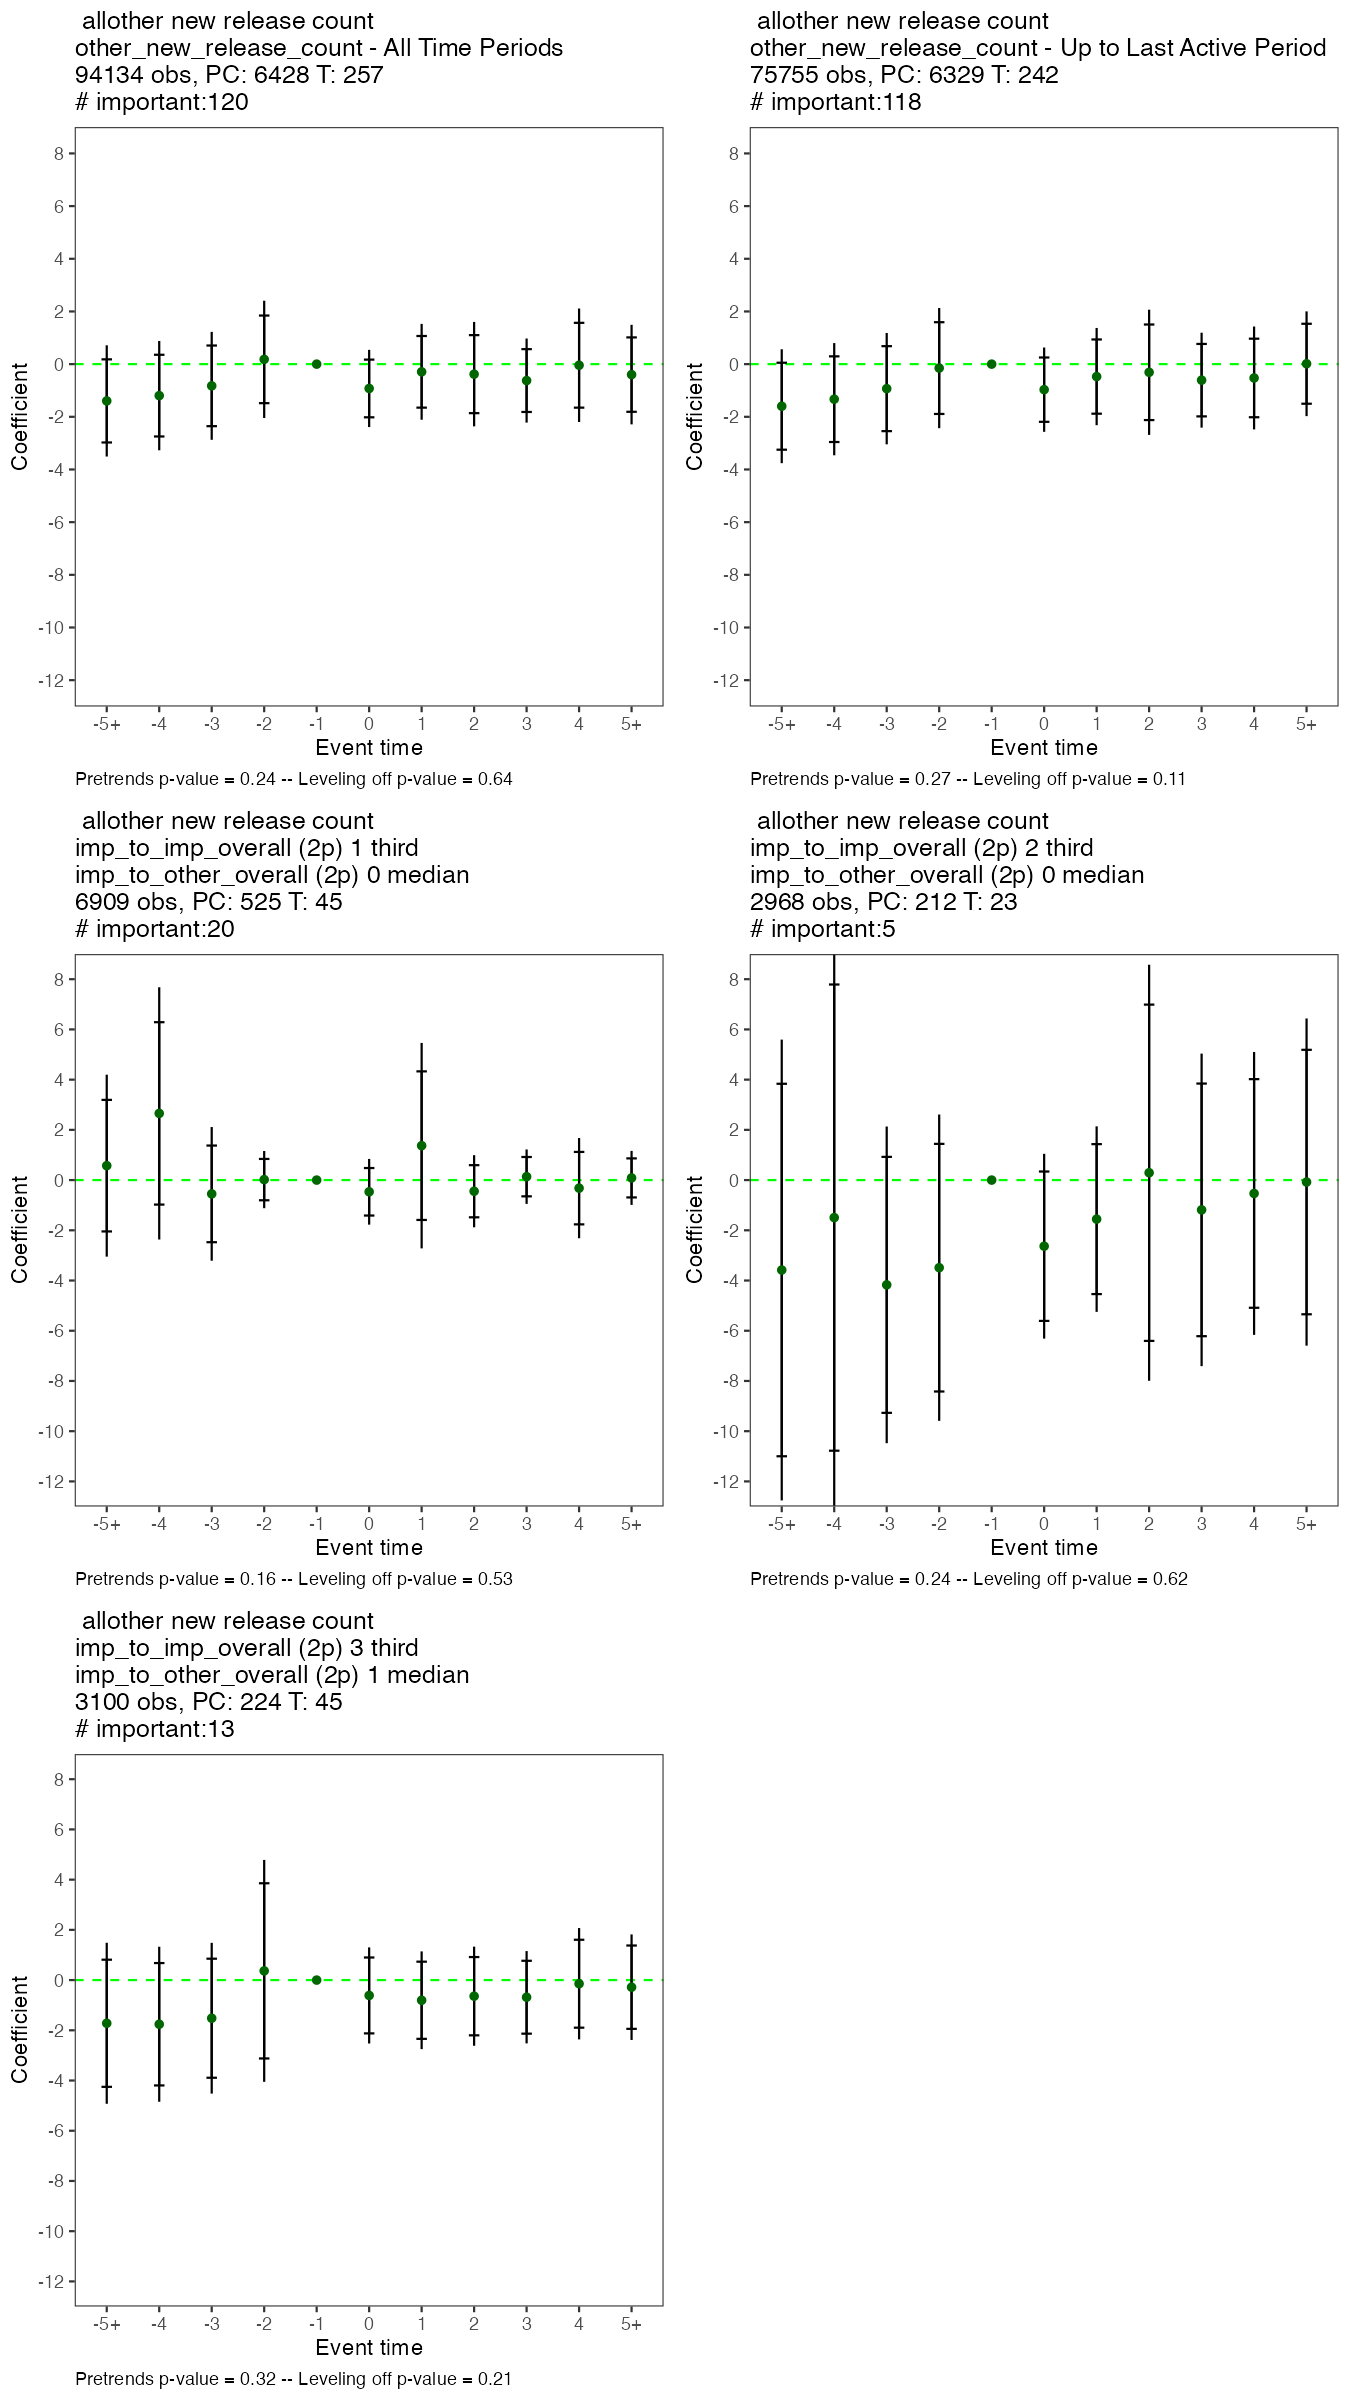 allother new release count
other_new_release_count - All Time Periods
94134 obs, PC: 6428 T: 257
# important:120
8
6
4
2
0
-2
-4
-6
-8
-10
-12
Coefficient
-5+ -4 -3 -2 -1 0 1 2 3 4 5+
Event time
Pretrends p-value = 0.24 -- Leveling off p-value = 0.64
allother new release count
other_new_release_count - Up to Last Active Period
75755 obs, PC: 6329 T: 242
# important:118
8
6
4
2
0
-2
-4
-6
-8
-10
-12
Coefficient
-5+ -4 -3 -2 -1 0 1 2 3 4 5+
Event time
Pretrends p-value = 0.27 -- Leveling off p-value = 0.11
allother new release count
imp_to_imp_overall (2p) 1 third
imp_to_other_overall (2p) 0 median
6909 obs, PC: 525 T: 45
# important:20
8
6
4
2
0
-2
-4
-6
-8
-10
-12
Coefficient
-5+ -4 -3 -2 -1 0 1 2 3 4 5+
Event time
Pretrends p-value = 0.16 -- Leveling off p-value = 0.53
allother new release count
imp_to_imp_overall (2p) 2 third
imp_to_other_overall (2p) 0 median
2968 obs, PC: 212 T: 23
# important:5
8
6
4
2
0
-2
-4
-6
-8
-10
-12
Coefficient
-5+ -4 -3 -2 -1 0 1 2 3 4 5+
Event time
Pretrends p-value = 0.24 -- Leveling off p-value = 0.62
allother new release count
imp_to_imp_overall (2p) 3 third
imp_to_other_overall (2p) 1 median
3100 obs, PC: 224 T: 45
# important:13
8
6
4
2
0
-2
-4
-6
-8
-10
-12
Coefficient
-5+ -4 -3 -2 -1 0 1 2 3 4 5+
Event time
Pretrends p-value = 0.32 -- Leveling off p-value = 0.21